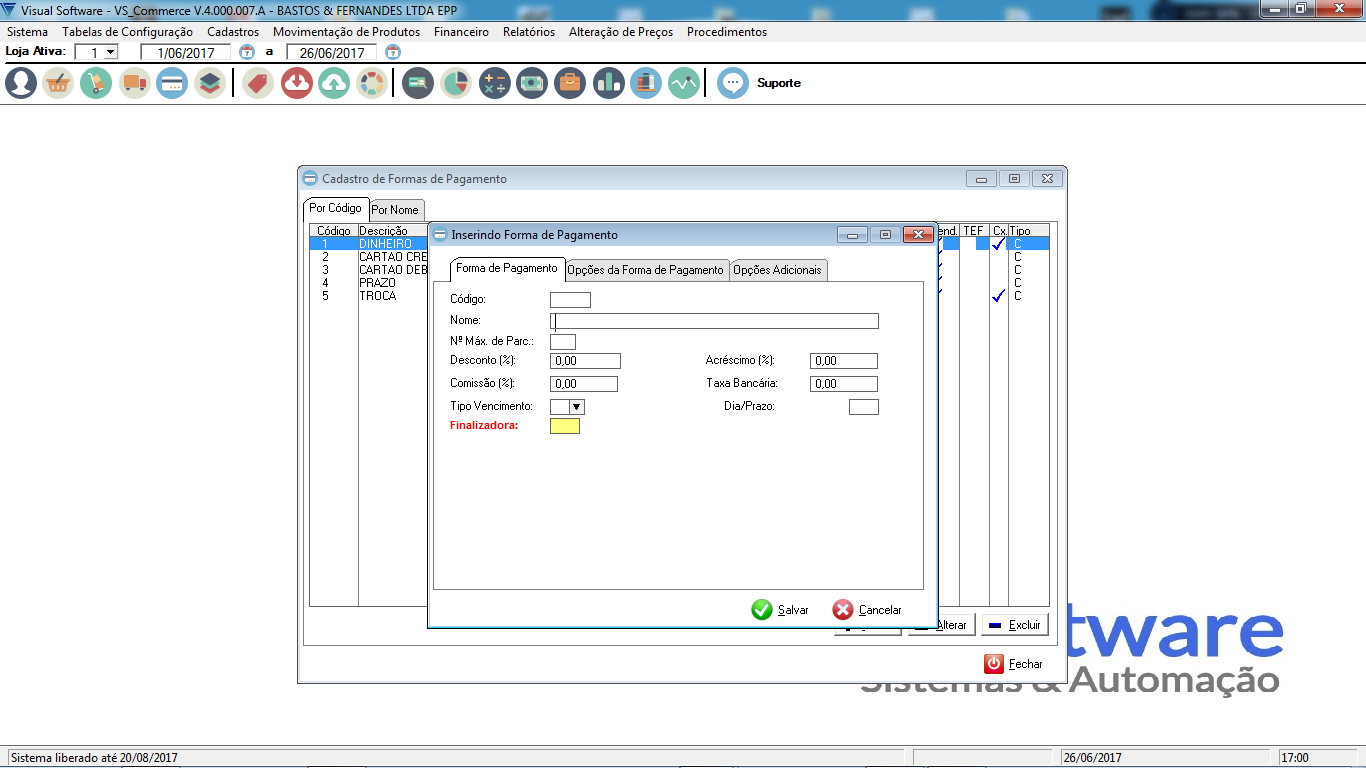 Visual Software - VS_Commerce V.4.000.007.A - BASTOS & FERNANDES LTDA EPP
Sistema Tabelas de Configuração Cadastros Movimentação de Produtos Financeiro Relatórios Alteração de Preços Procedimentos
Loja Ativa: 1 1/06/2017 a 26/06/2017
Suporte
Cadastro de Formas de Pagamento
Por Código Por Nome
Código Descrição end. TEF Cx. Tipo
1 DINHEIRO C
2 CARTAO CRE C
3 CARTAO DEB C
4 PRAZO C
5 TROCA C
Inserindo Forma de Pagamento
Forma de Pagamento Opções da Forma de Pagamento Opções Adicionais
Código:
Nome:
Nº Máx. de Parc.:
Desconto (%): 0,00 Acréscimo (%): 0,00
Comissão (%): 0,00 Taxa Bancária: 0,00
Tipo Vencimento: Dia/Prazo:
Finalizadora:
Salvar Cancelar
Alterar Excluir
Fechar
tware
Sistemas & Automação
Sistema liberado até 20/08/2017 26/06/2017 17:00